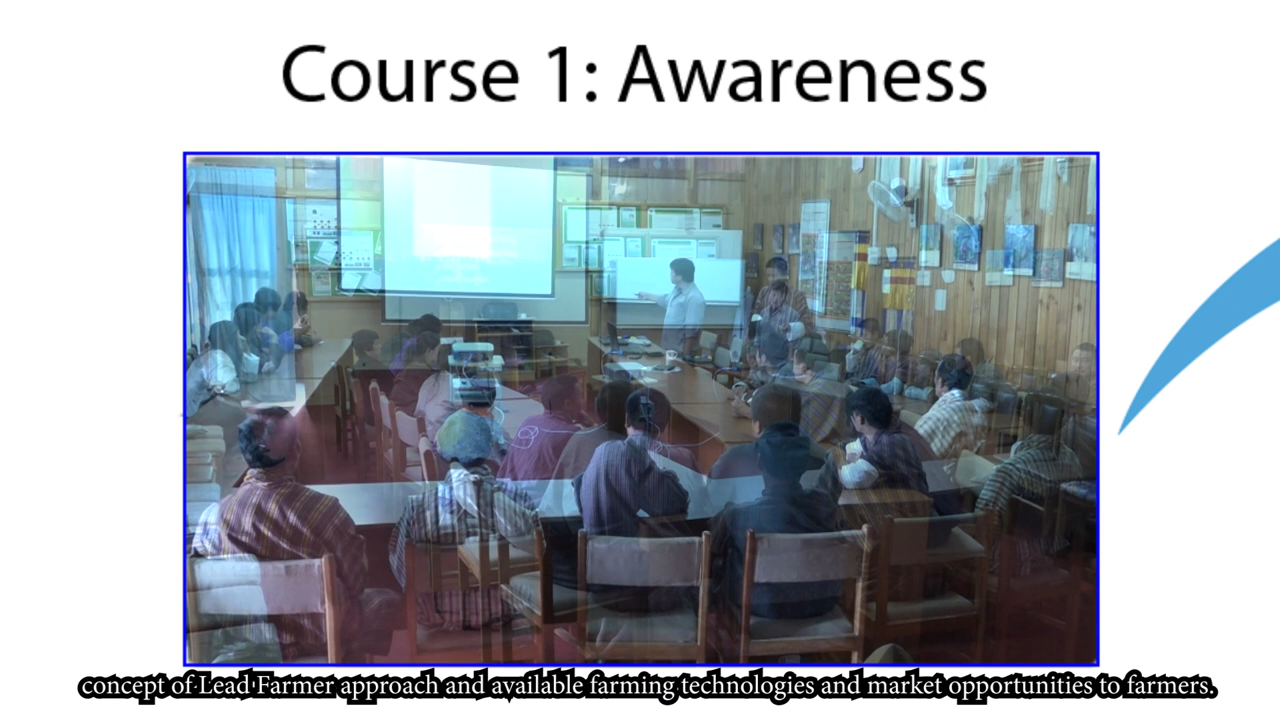 Course 1: Awareness
concept of Lead Farmer approach and available farming technologies and market opportunities to farmers.